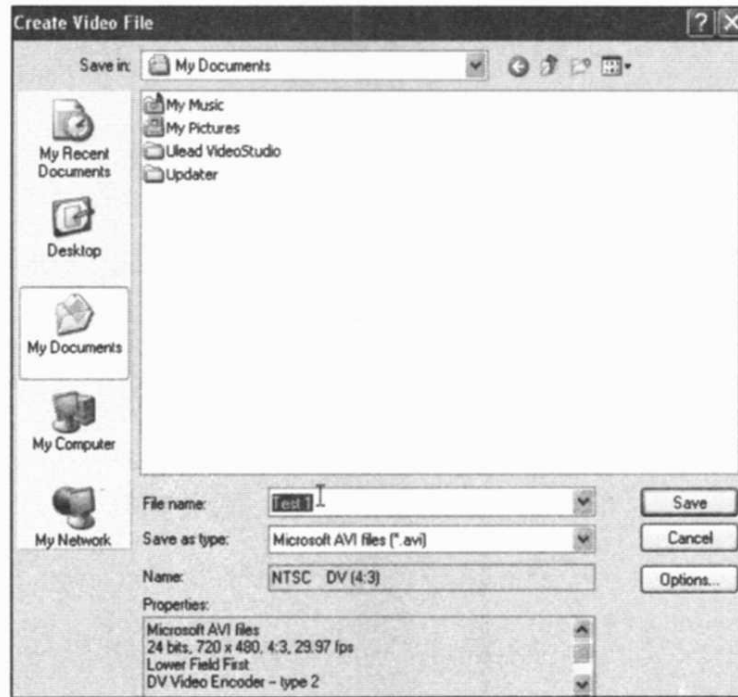 Create Video File
Save in:
My Documents
My Recent
Documents
Desktop
My Documents
My Computer
My Network
My Music
My Pictures
Ulead VideoStudio
Updater
File name:
Test 1
Save as type:
Microsoft AVI files (*.avi)
Name:
NTSC DV (4:3)
Properties:
Microsoft AVI files
24 bits, 720 x 480, 4:3, 29.97 fps
Lower Field First
DV Video Encoder -- type 2
Save
Cancel
Options...